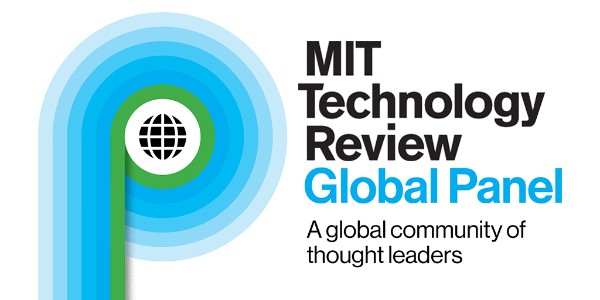 MIT
Technology
Review
Global Panel
A global community of
thought leaders